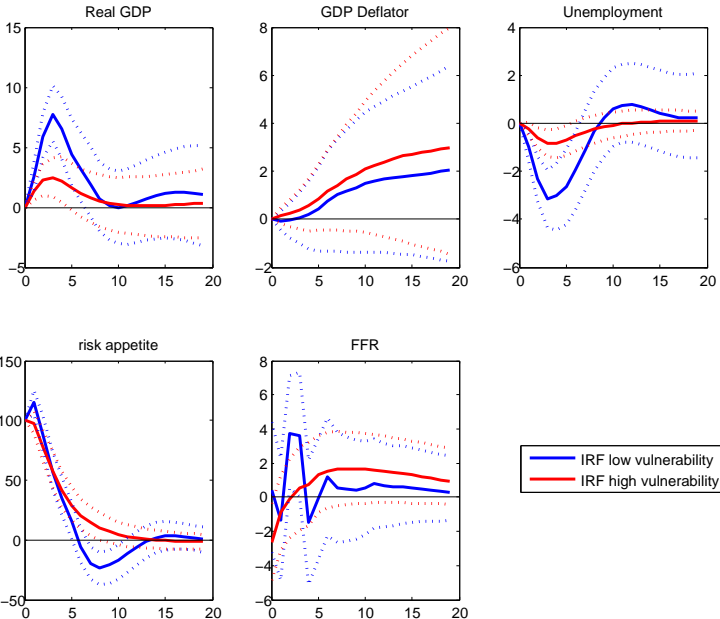 Real GDP
15
10
5
0
−5
0 5 10 15 20
GDP Deflator
8
6
4
2
0
−2
0 5 10 15 20
Unemployment
4
2
0
−2
−4
−6
0 5 10 15 20
risk appetite
150
100
50
0
−50
0 5 10 15 20
FFR
8
6
4
2
0
−2
−4
−6
0 5 10 15 20
IRF low vulnerability
IRF high vulnerability